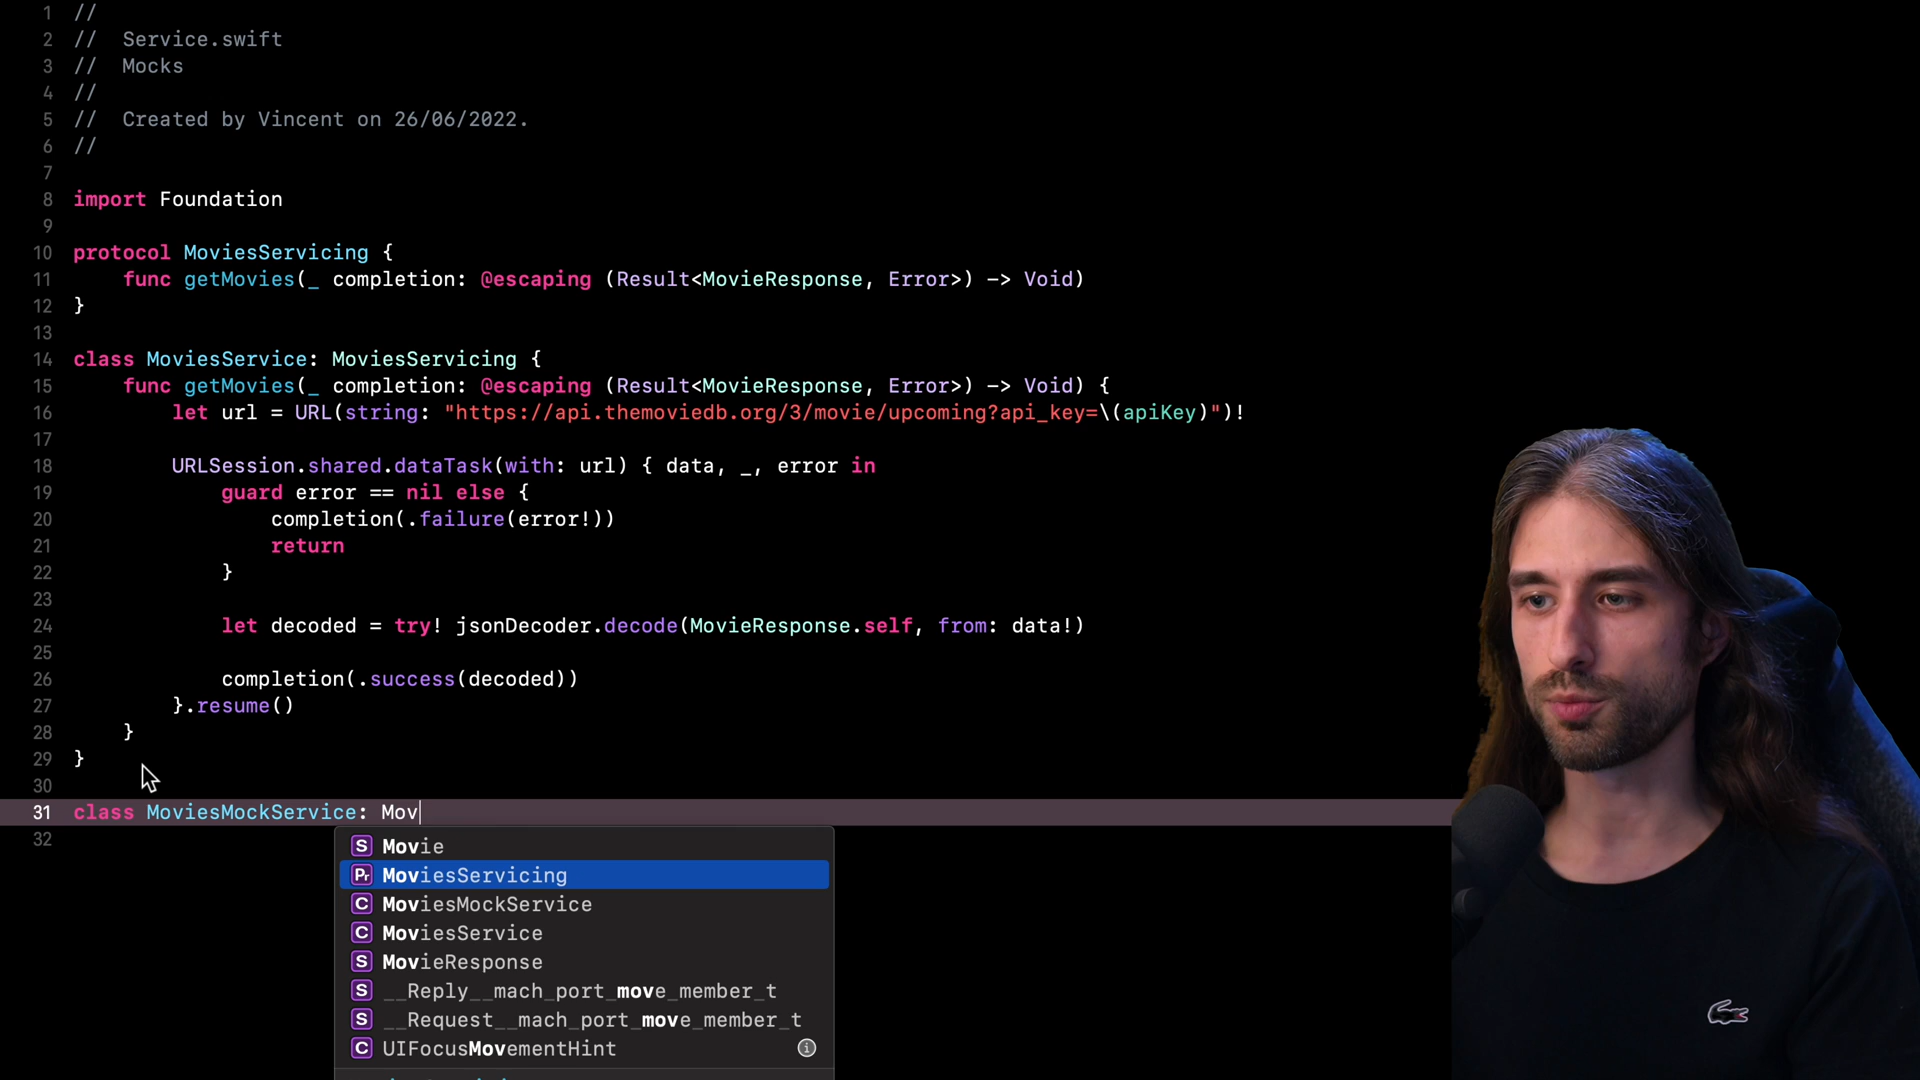 1 //
2 // Service.swift
3 // Mocks
4 //
5 // Created by Vincent on 26/06/2022.
6 //
7
8 import Foundation
9
10 protocol MoviesServicing {
11 func getMovies(_ completion: @escaping (Result<MovieResponse, Error>) -> Void)
12 }
13
14 class MoviesService: MoviesServicing {
15 func getMovies(_ completion: @escaping (Result<MovieResponse, Error>) -> Void) {
16 let url = URL(string: "https://api.themoviedb.org/3/movie/upcoming?api_key=\(apiKey)")!
17
18 URLSession.shared.dataTask(with: url) { data, _, error in
19 guard error == nil else {
20 completion(.failure(error!))
21 return
22 }
23
24 let decoded = try! jsonDecoder.decode(MovieResponse.self, from: data!)
25
26 completion(.success(decoded))
27 }.resume()
28 }
29 }
30
31 class MoviesMockService: Mov
32
S Movie
Pr MoviesServicing
C MoviesMockService
C MoviesService
S MovieResponse
S __Reply__mach_port_move_member_t
S __Request__mach_port_move_member_t
C UIFocusMovementHint